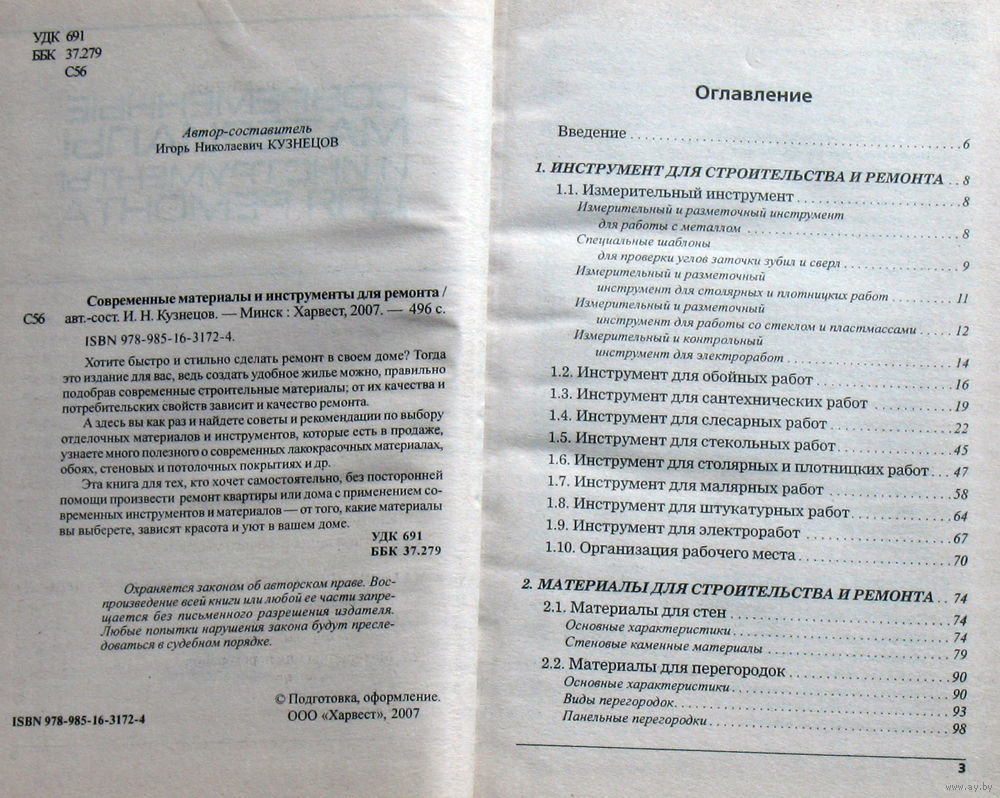 УДК 691
ББК 37.279
С56
Автор-составитель
Игорь Николаевич КУЗНЕЦОВ
Современные материалы и инструменты для ремонта /
С56 авт.-сост. И. Н. Кузнецов. — Минск : Харвест, 2007. — 496 с.
ISBN 978-985-16-3172-4.
Хотите быстро и стильно сделать ремонт в своем доме? Тогда
это издание для вас, ведь создать удобное жилье можно, правильно
подобрав современные строительные материалы; от их качества и
потребительских свойств зависит и качество ремонта.
А здесь вы как раз и найдете советы и рекомендации по выбору
отделочных материалов и инструментов, которые есть в продаже,
узнаете много полезного о современных лакокрасочных материалах,
обоях, стеновых и потолочных покрытиях и др.
Эта книга для тех, кто хочет самостоятельно, без посторонней
помощи произвести ремонт квартиры или дома с применением со-
временных инструментов и материалов — от того, какие материалы
вы выберете, зависят красота и уют в вашем доме.
УДК 691
ББК 37.279
Охраняется законом об авторском праве. Вос-
произведение всей книги или любой ее части запре-
щается без письменного разрешения издателя.
Любые попытки нарушения закона будут пресле-
доваться в судебном порядке.
© Подготовка, оформление.
ООО «Харвест», 2007
ISBN 978-985-16-3172-4
Оглавление
Введение 6
1. ИНСТРУМЕНТ ДЛЯ СТРОИТЕЛЬСТВА И РЕМОНТА 8
1.1. Измерительный инструмент 8
Измерительный и разметочный инструмент
для работы с металлом 8
Специальные шаблоны
для проверки углов заточки зубил и сверл 9
Измерительный и разметочный
инструмент для столярных и плотницких работ 11
Измерительный и разметочный
инструмент для работы со стеклом и пластмассами 12
Измерительный и контрольный
инструмент для электроработ 14
1.2. Инструмент для обойных работ 16
1.3. Инструмент для сантехнических работ 19
1.4. Инструмент для слесарных работ 22
1.5. Инструмент для стекольных работ 45
1.6. Инструмент для столярных и плотницких работ 47
1.7. Инструмент для малярных работ 58
1.8. Инструмент для штукатурных работ 64
1.9. Инструмент для электроработ 67
1.10. Организация рабочего места 70
2. МАТЕРИАЛЫ ДЛЯ СТРОИТЕЛЬСТВА И РЕМОНТА 74
2.1. Материалы для стен 74
Основные характеристики 74
Стеновые каменные материалы 79
2.2. Материалы для перегородок 90
Основные характеристики 90
Виды перегородок 93
Панельные перегородки 98
3
www.ay.by